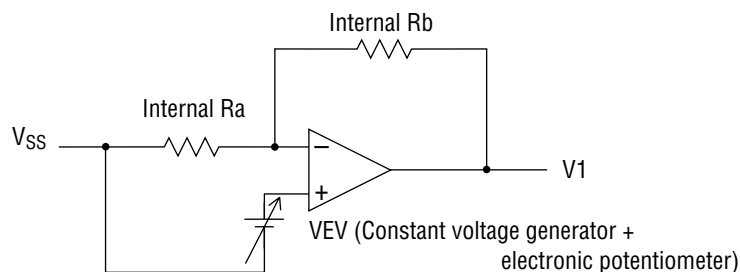 Internal Rb
Internal Ra
VSS
−
+
V1
VEV (Constant voltage generator +
electronic potentiometer)